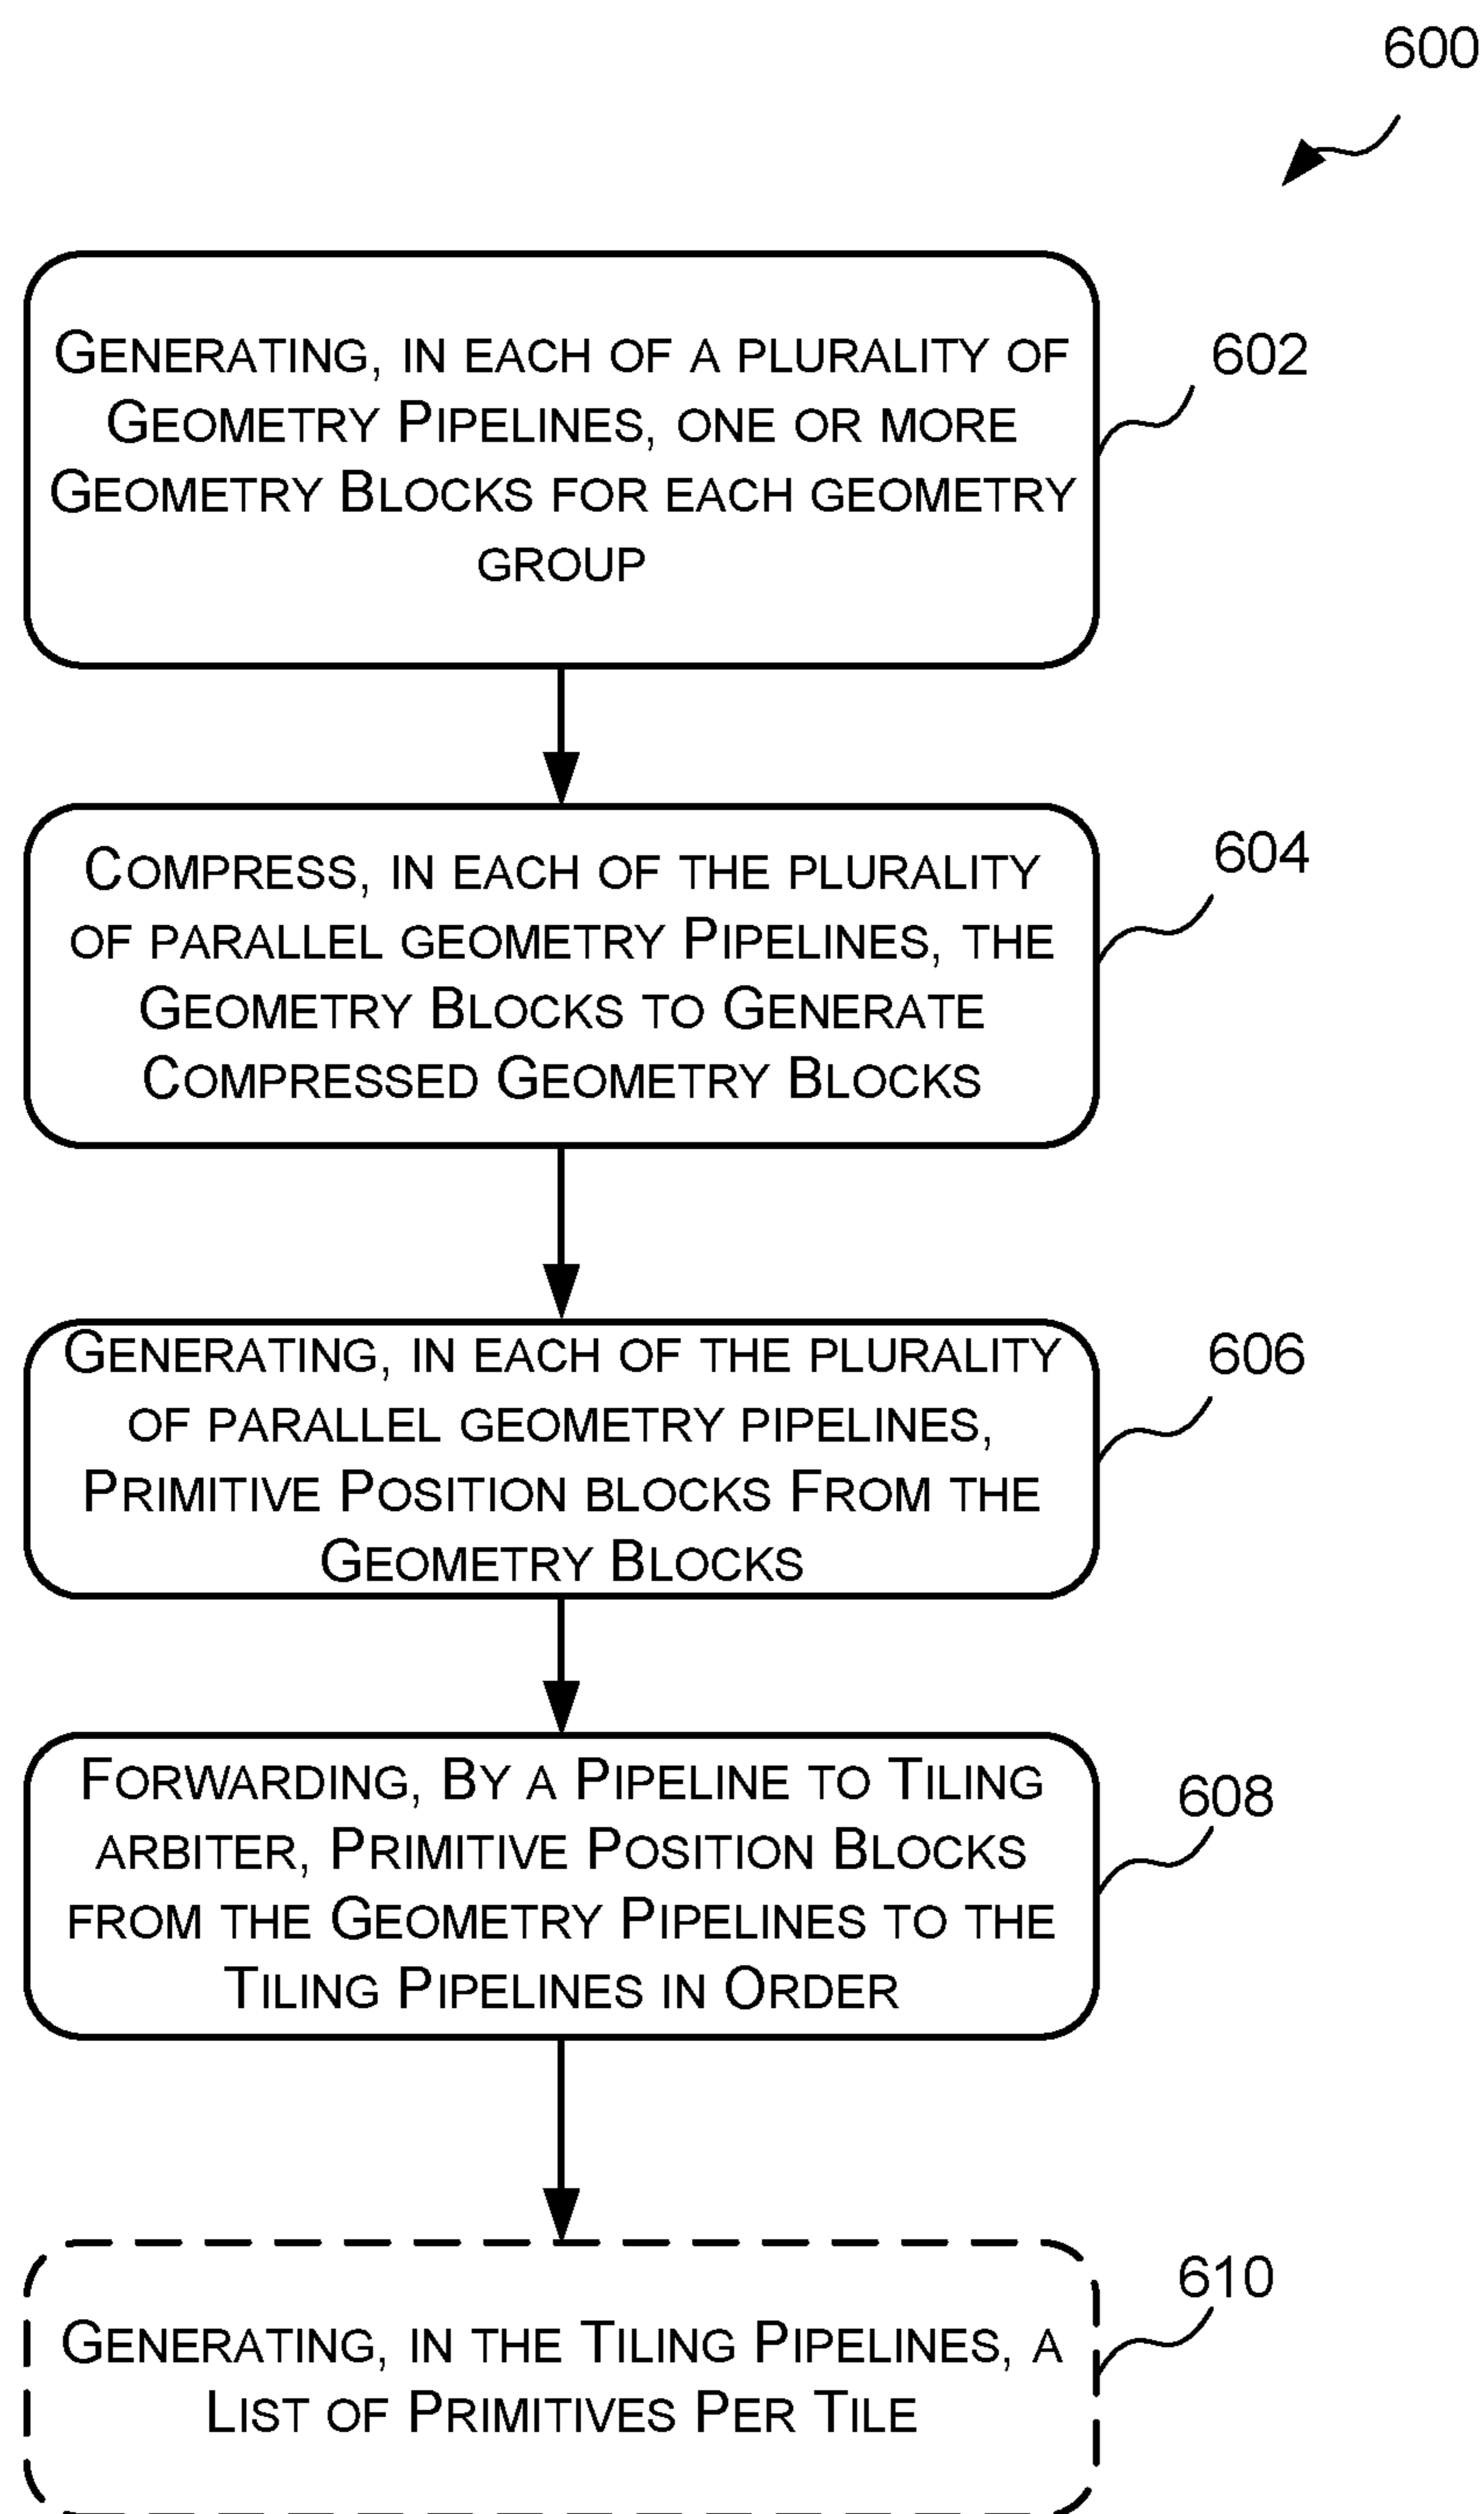 600
GENERATING, IN EACH OF A PLURALITY OF
GEOMETRY PIPELINES, ONE OR MORE
GEOMETRY BLOCKS FOR EACH GEOMETRY
GROUP
602
COMPRESS, IN EACH OF THE PLURALITY
OF PARALLEL GEOMETRY PIPELINES, THE
GEOMETRY BLOCKS TO GENERATE
COMPRESSED GEOMETRY BLOCKS
604
GENERATING, IN EACH OF THE PLURALITY
OF PARALLEL GEOMETRY PIPELINES,
PRIMITIVE POSITION BLOCKS FROM THE
GEOMETRY BLOCKS
606
FORWARDING, BY A PIPELINE TO TILING
ARBITER, PRIMITIVE POSITION BLOCKS
FROM THE GEOMETRY PIPELINES TO THE
TILING PIPELINES IN ORDER
608
GENERATING, IN THE TILING PIPELINES, A
LIST OF PRIMITIVES PER TILE
610